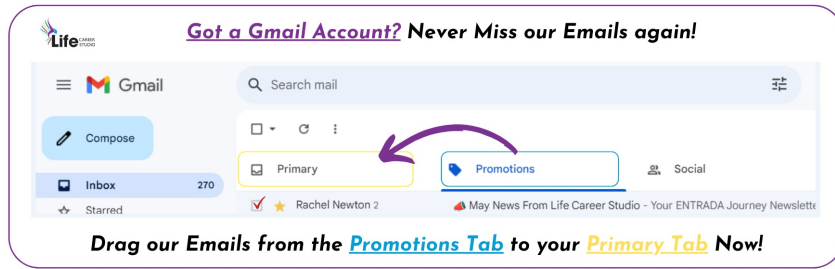 Life CAREER STUDIO
Got a Gmail Account? Never Miss our Emails again!
Gmail
Search mail
Compose
Primary
Promotions
Social
Inbox 270
Rachel Newton 2
May News From Life Career Studio - Your ENTRADA Journey Newslette
Starred
Drag our Emails from the Promotions Tab to your Primary Tab Now!